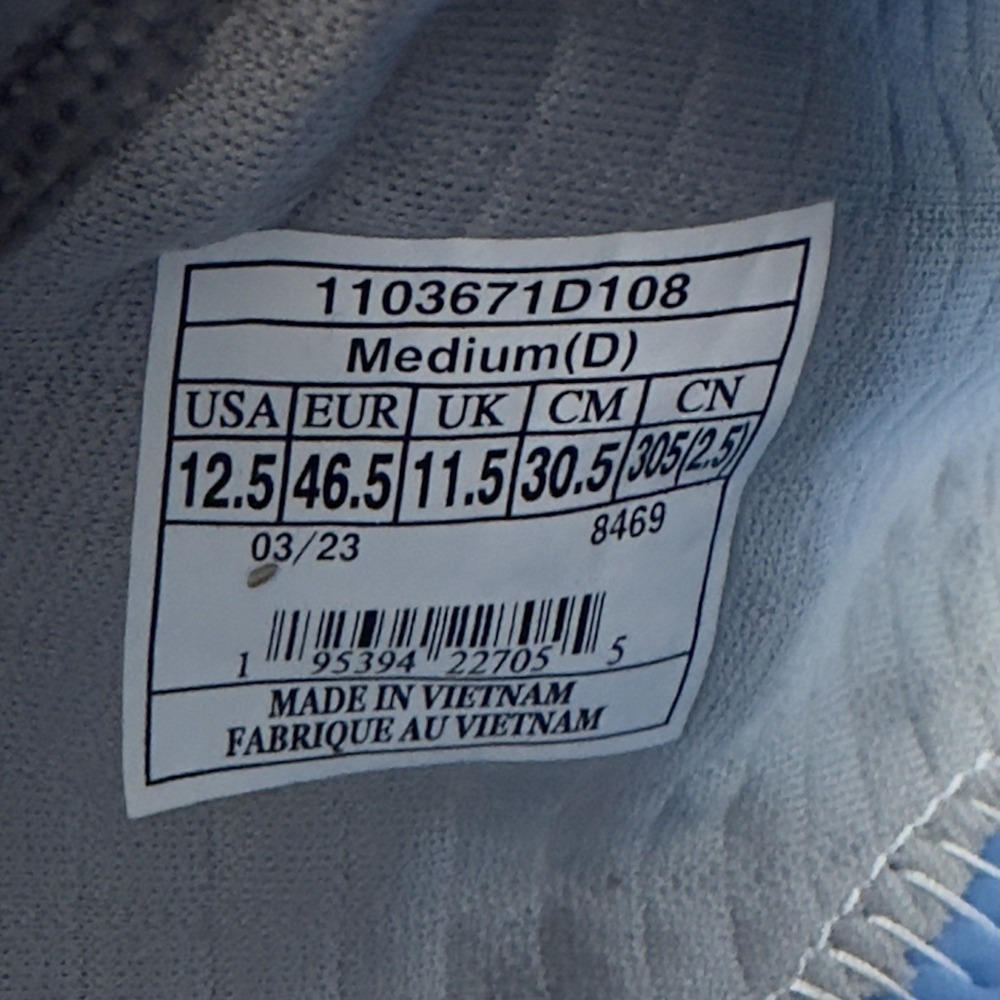 1103671D108
Medium(D)
USA EUR UK CM CN
12.5 46.5 11.5 30.5 305(2.5)
03/23 8469
1 95394 22705 5
MADE IN VIETNAM
FABRIQUE AU VIETNAM